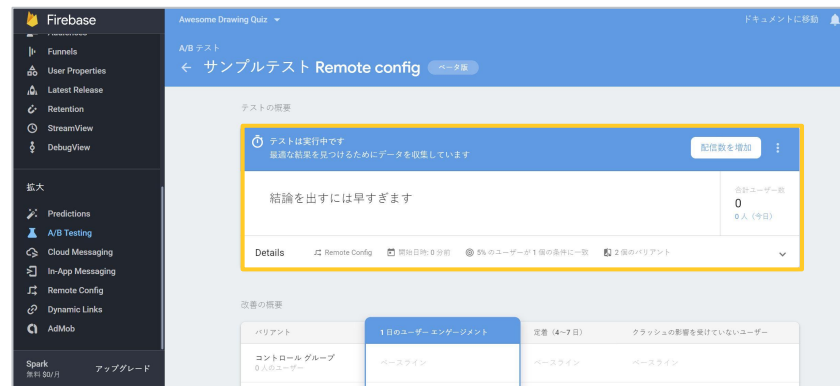 Firebase
Funnels
User Properties
Latest Release
Retention
StreamView
DebugView
拡大
Predictions
A/B Testing
Cloud Messaging
In-App Messaging
Remote Config
Dynamic Links
AdMob
Spark
無料 $0/月
アップグレード
Awesome Drawing Quiz
ドキュメントに移動
A/B テスト
← サンプルテスト Remote config ベータ版
テストの概要
テストは実行中です
最適な結果を見つけるためにデータを収集しています
配信数を増加
結論を出すには早すぎます
合計ユーザー数
0
0 人（今日）
Details Remote Config 開始日時: 0 分前 5% のユーザーが 1 個の条件に一致 2 個のバリアント
改善の概要
バリアント 1 日のユーザー エンゲージメント 定着（4～7 日） クラッシュの影響を受けていないユーザー
コントロール グループ ベースライン ベースライン ベースライン
0 人のユーザー